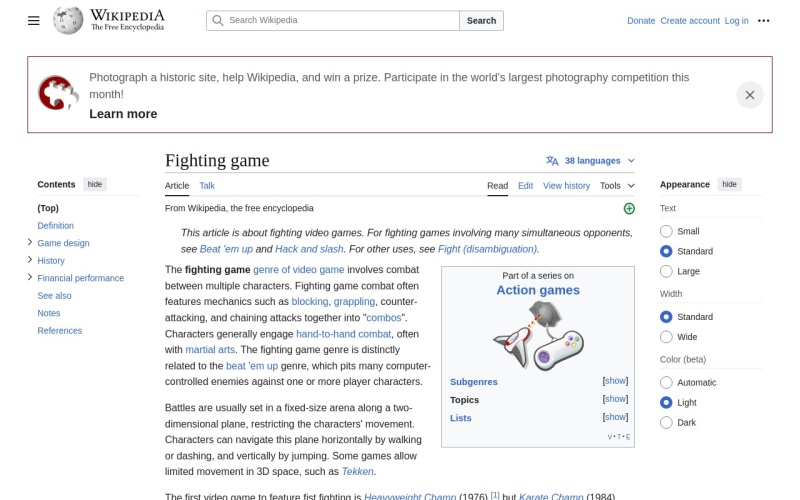 WIKIPEDIA
The Free Encyclopedia
Search Wikipedia
Search
Donate Create account Log in
Photograph a historic site, help Wikipedia, and win a prize. Participate in the world's largest photography competition this
month!
Learn more
Fighting game
38 languages
Contents hide
Article Talk
Read Edit View history Tools
Appearance hide
(Top)
Definition
Game design
History
Financial performance
See also
Notes
References
From Wikipedia, the free encyclopedia
This article is about fighting video games. For fighting games involving many simultaneous opponents,
see Beat 'em up and Hack and slash. For other uses, see Fight (disambiguation).
The fighting game genre of video game involves combat
between multiple characters. Fighting game combat often
features mechanics such as blocking, grappling, counter-
attacking, and chaining attacks together into "combos".
Characters generally engage hand-to-hand combat, often
with martial arts. The fighting game genre is distinctly
related to the beat 'em up genre, which pits many computer-
controlled enemies against one or more player characters.
Battles are usually set in a fixed-size arena along a two-
dimensional plane, restricting the characters' movement.
Characters can navigate this plane horizontally by walking
or dashing, and vertically by jumping. Some games allow
limited movement in 3D space, such as Tekken.
The first video game to feature fist fighting is Heavyweight Champ (1976),[1] but Karate Champ (1984)
Part of a series on
Action games
Subgenres [show]
Topics [show]
Lists [show]
V•T•E
Text
Small
Standard
Large
Width
Standard
Wide
Color (beta)
Automatic
Light
Dark